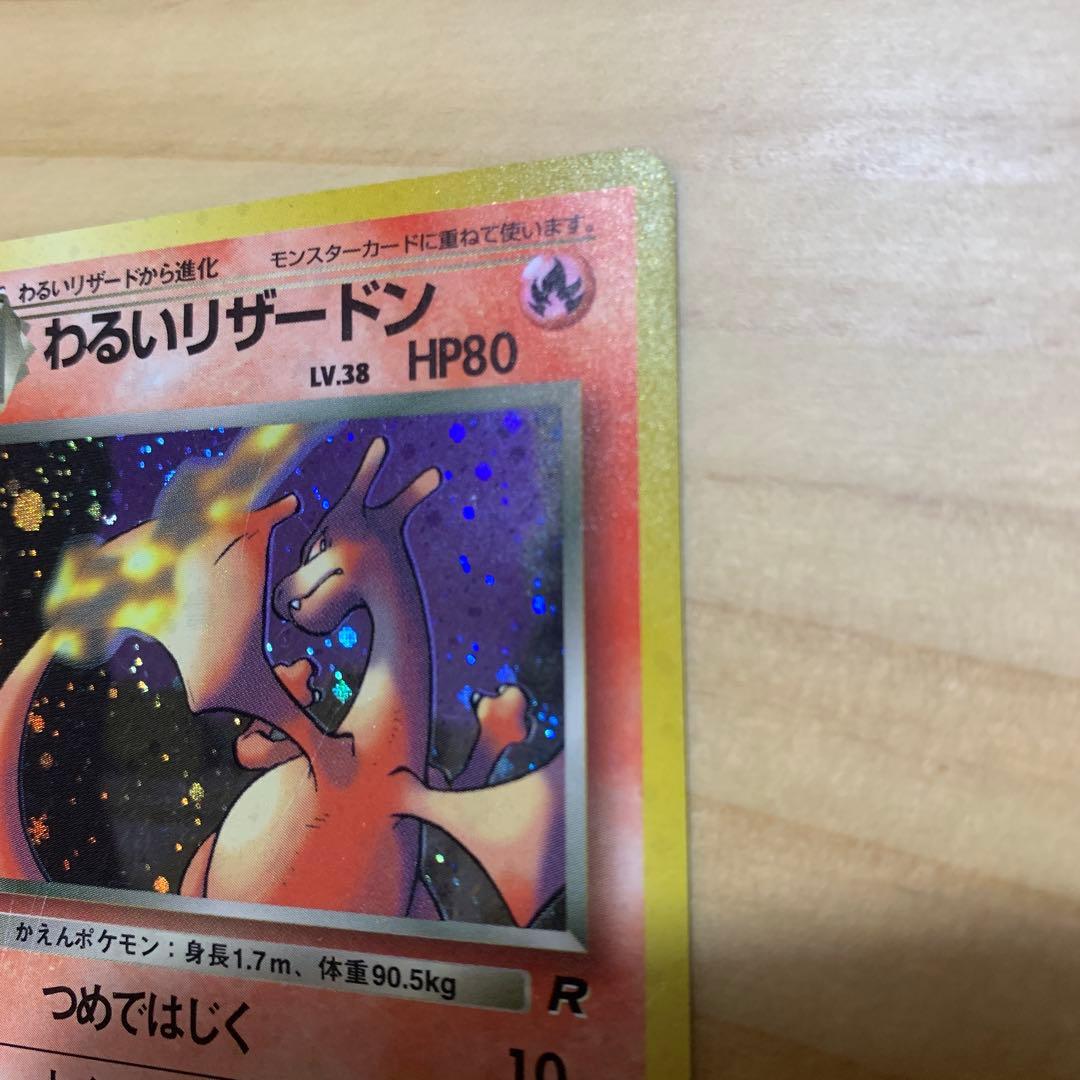 わるいリザードから進化
モンスターカードに重ねて使います。
わるいリザードン
LV.38
HP80
かえんポケモン：身長1.7m、体重90.5kg
R
つめではじく
10